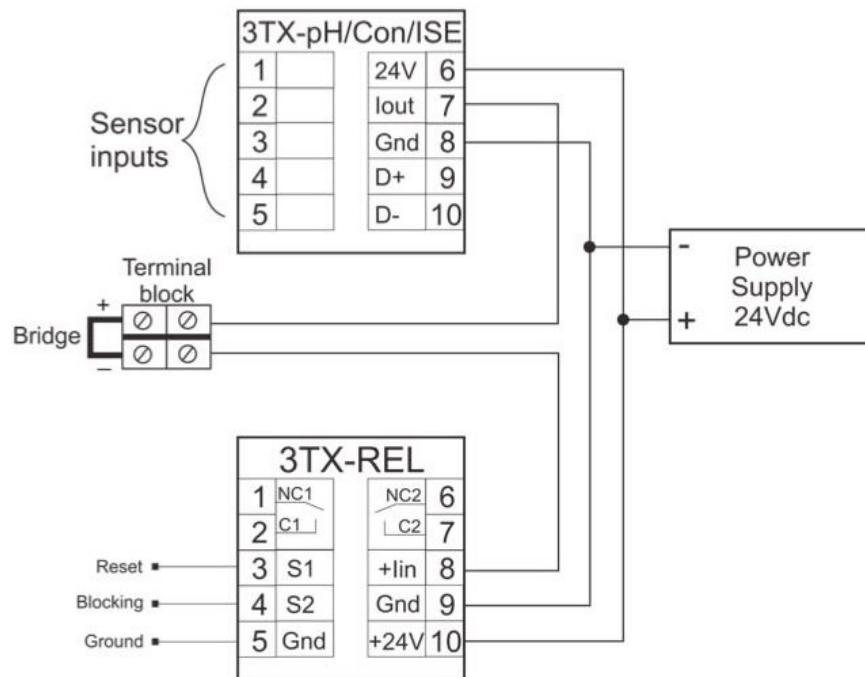 3TX-pH/Con/ISE
1 24V 6
2 Iout 7
3 Gnd 8
4 D+ 9
5 D- 10
Sensor
inputs
Terminal
block
+
Bridge
–
- Power
Supply
+ 24Vdc
3TX-REL
1 NC1 NC2 6
2 C1 C2 7
Reset 3 S1 +Iin 8
Blocking 4 S2 Gnd 9
Ground 5 Gnd +24V 10